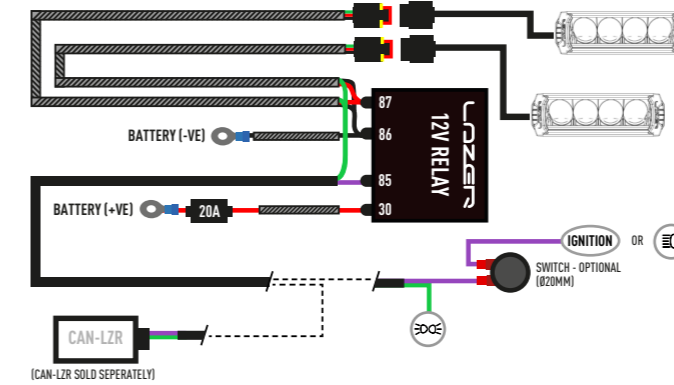 87
86
85
30
LAZER
12V RELAY
BATTERY (-VE)
BATTERY (+VE)
20A
IGNITION
OR
SWITCH - OPTIONAL
(Ø20MM)
CAN-LZR
(CAN-LZR SOLD SEPERATELY)